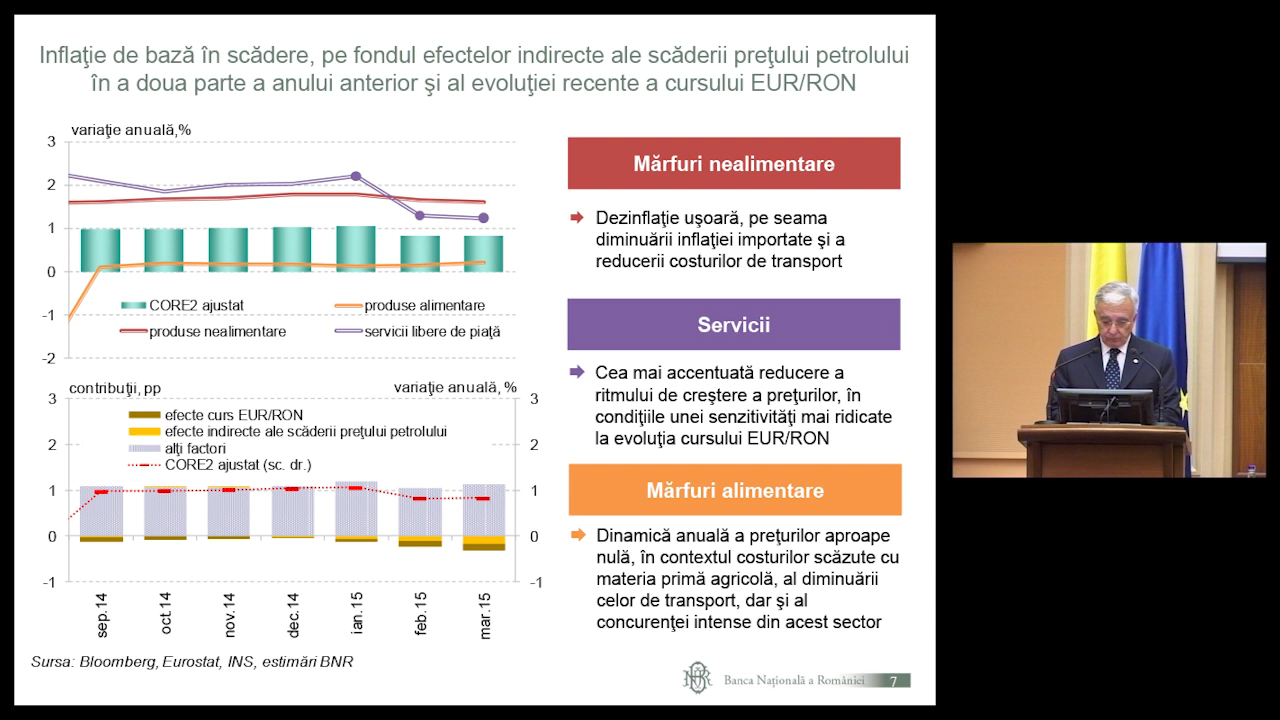 Inflaţie de bază în scădere, pe fondul efectelor indirecte ale scăderii preţului petrolului
în a doua parte a anului anterior şi al evoluţiei recente a cursului EUR/RON
variaţie anuală,%
3
2
1
0
-1
-2
CORE2 ajustat
produse alimentare
produse nealimentare
servicii libere de piaţă
contribuţii, pp
variaţie anuală, %
3
2
1
0
-1
3
2
1
0
-1
efecte curs EUR/RON
efecte indirecte ale scăderii preţului petrolului
alţi factori
CORE2 ajustat (sc. dr.)
sep.14
oct.14
nov.14
dec.14
ian.15
feb.15
mar.15
Sursa: Bloomberg, Eurostat, INS, estimări BNR
Mărfuri nealimentare
Dezinflaţie uşoară, pe seama
diminuării inflaţiei importate şi a
reducerii costurilor de transport
Servicii
Cea mai accentuată reducere a
ritmului de creştere a preţurilor, în
condiţiile unei senzitivităţi mai ridicate
la evoluţia cursului EUR/RON
Mărfuri alimentare
Dinamică anuală a preţurilor aproape
nulă, în contextul costurilor scăzute cu
materia primă agricolă, al diminuării
celor de transport, dar şi al
concurenţei intense din acest sector
Banca Naţională a României
7